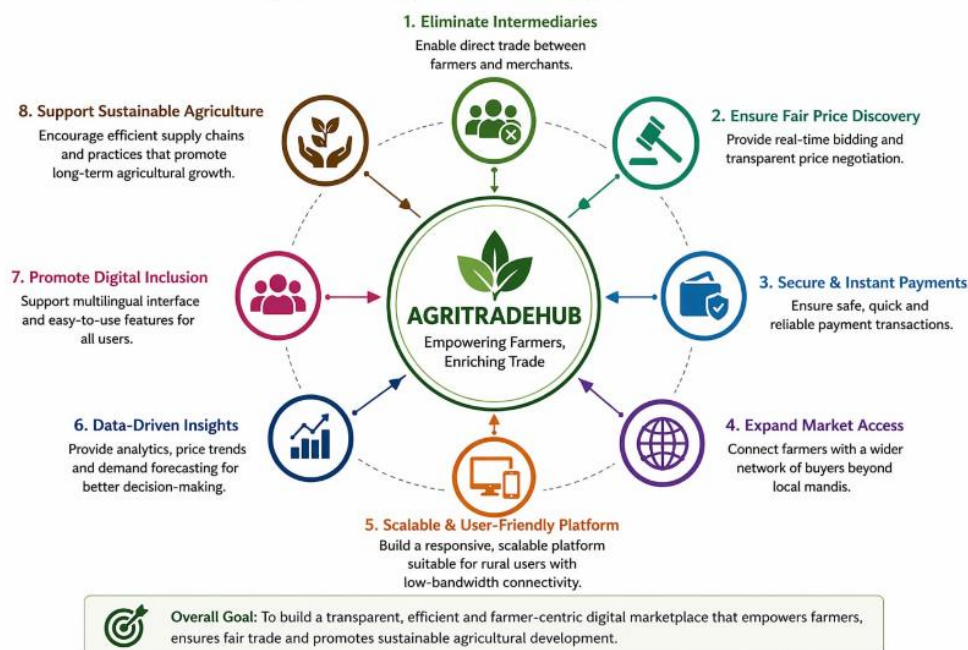 1. Eliminate Intermediaries
Enable direct trade between
farmers and merchants.
2. Ensure Fair Price Discovery
Provide real-time bidding and
transparent price negotiation.
3. Secure & Instant Payments
Ensure safe, quick and
reliable payment transactions.
4. Expand Market Access
Connect farmers with a wider
network of buyers beyond
local mandis.
5. Scalable & User-Friendly Platform
Build a responsive, scalable platform
suitable for rural users with
low-bandwidth connectivity.
6. Data-Driven Insights
Provide analytics, price trends
and demand forecasting for
better decision-making.
7. Promote Digital Inclusion
Support multilingual interface
and easy-to-use features for
all users.
8. Support Sustainable Agriculture
Encourage efficient supply chains
and practices that promote
long-term agricultural growth.
AGRITRADEHUB
Empowering Farmers,
Enriching Trade
Overall Goal: To build a transparent, efficient and farmer-centric digital marketplace that empowers farmers,
ensures fair trade and promotes sustainable agricultural development.